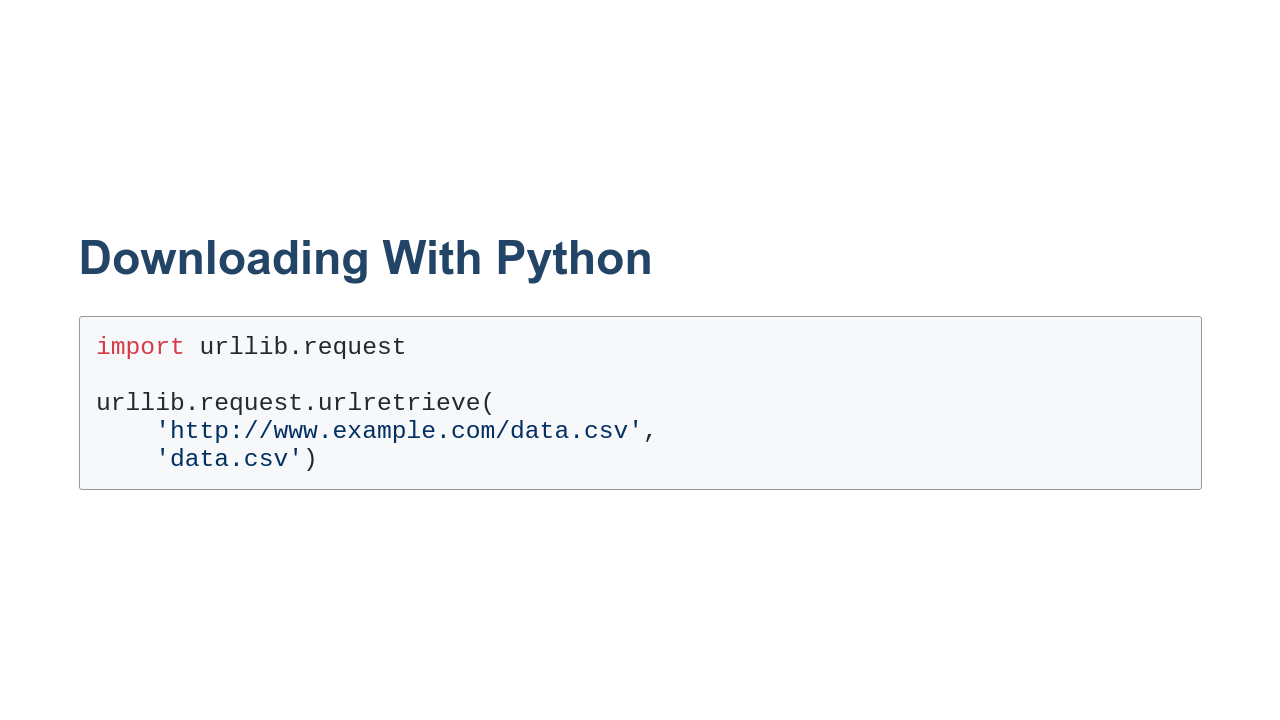 Downloading With Python
import urllib.request

urllib.request.urlretrieve(
    'http://www.example.com/data.csv',
    'data.csv')